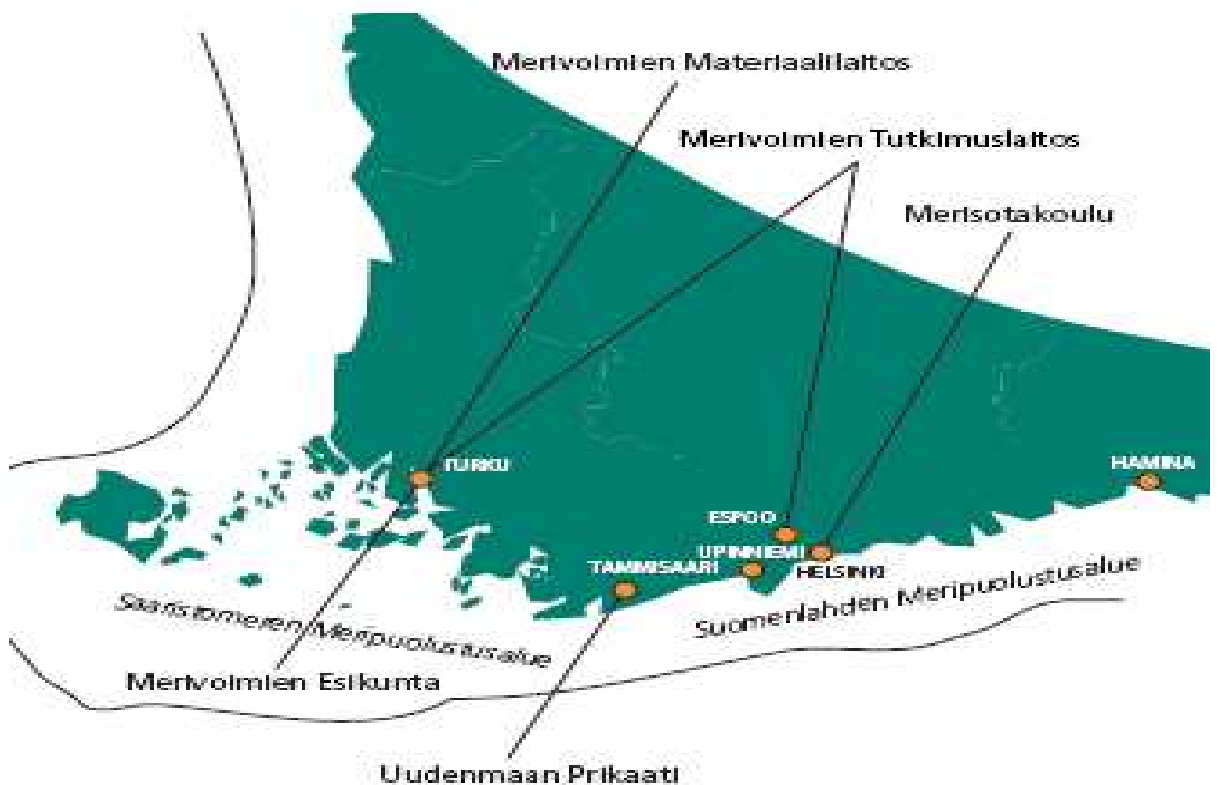 Merivoimien Materiaalilaitos
Merivoimien Tutkimuslaitos
Merisotakoulu
TURKU
HAMINA
ESPOO
UPINNIEMI
TAMMISAARI
HELSINKI
Saaristomeren Meripuolustusalue
Suomenlahden Meripuolustusalue
Merivoimien Esikunta
Uudenmaan Prikaati